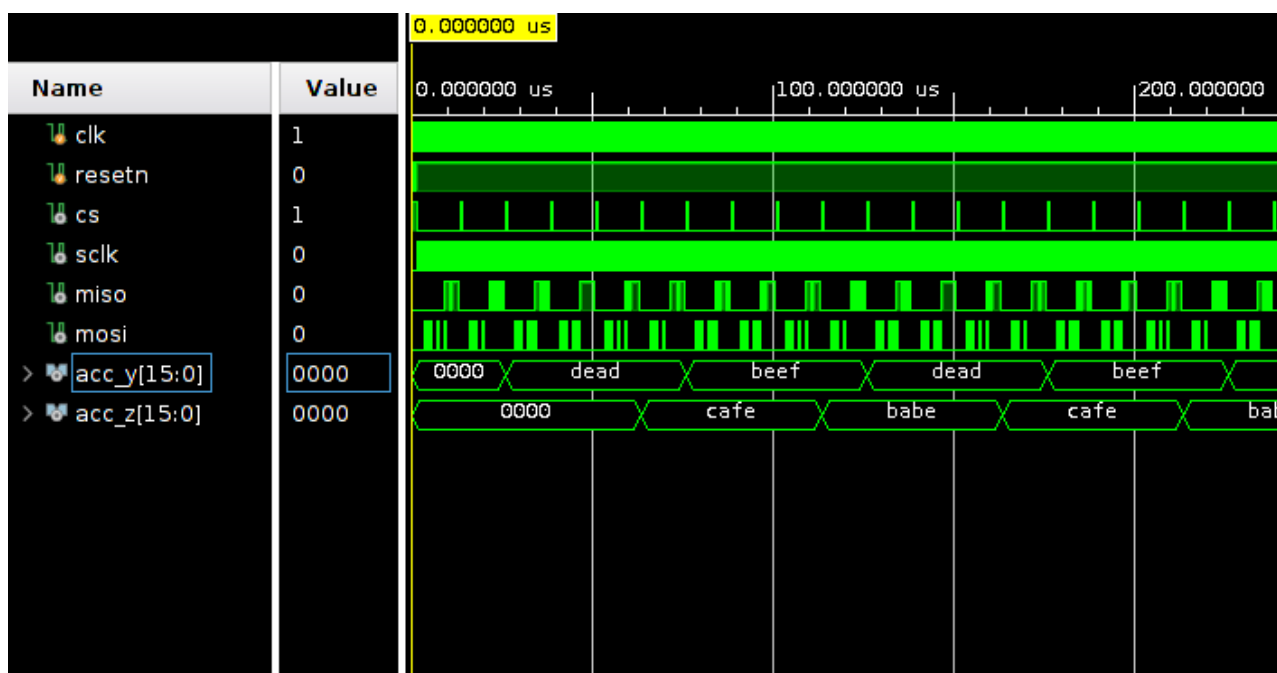 0.000000 us
Name Value 0.000000 us 100.000000 us 200.000000
clk 1
resetn 0
cs 1
sclk 0
miso 0
mosi 0
acc_y[15:0] 0000 0000 dead beef dead beef
acc_z[15:0] 0000 0000 cafe babe cafe